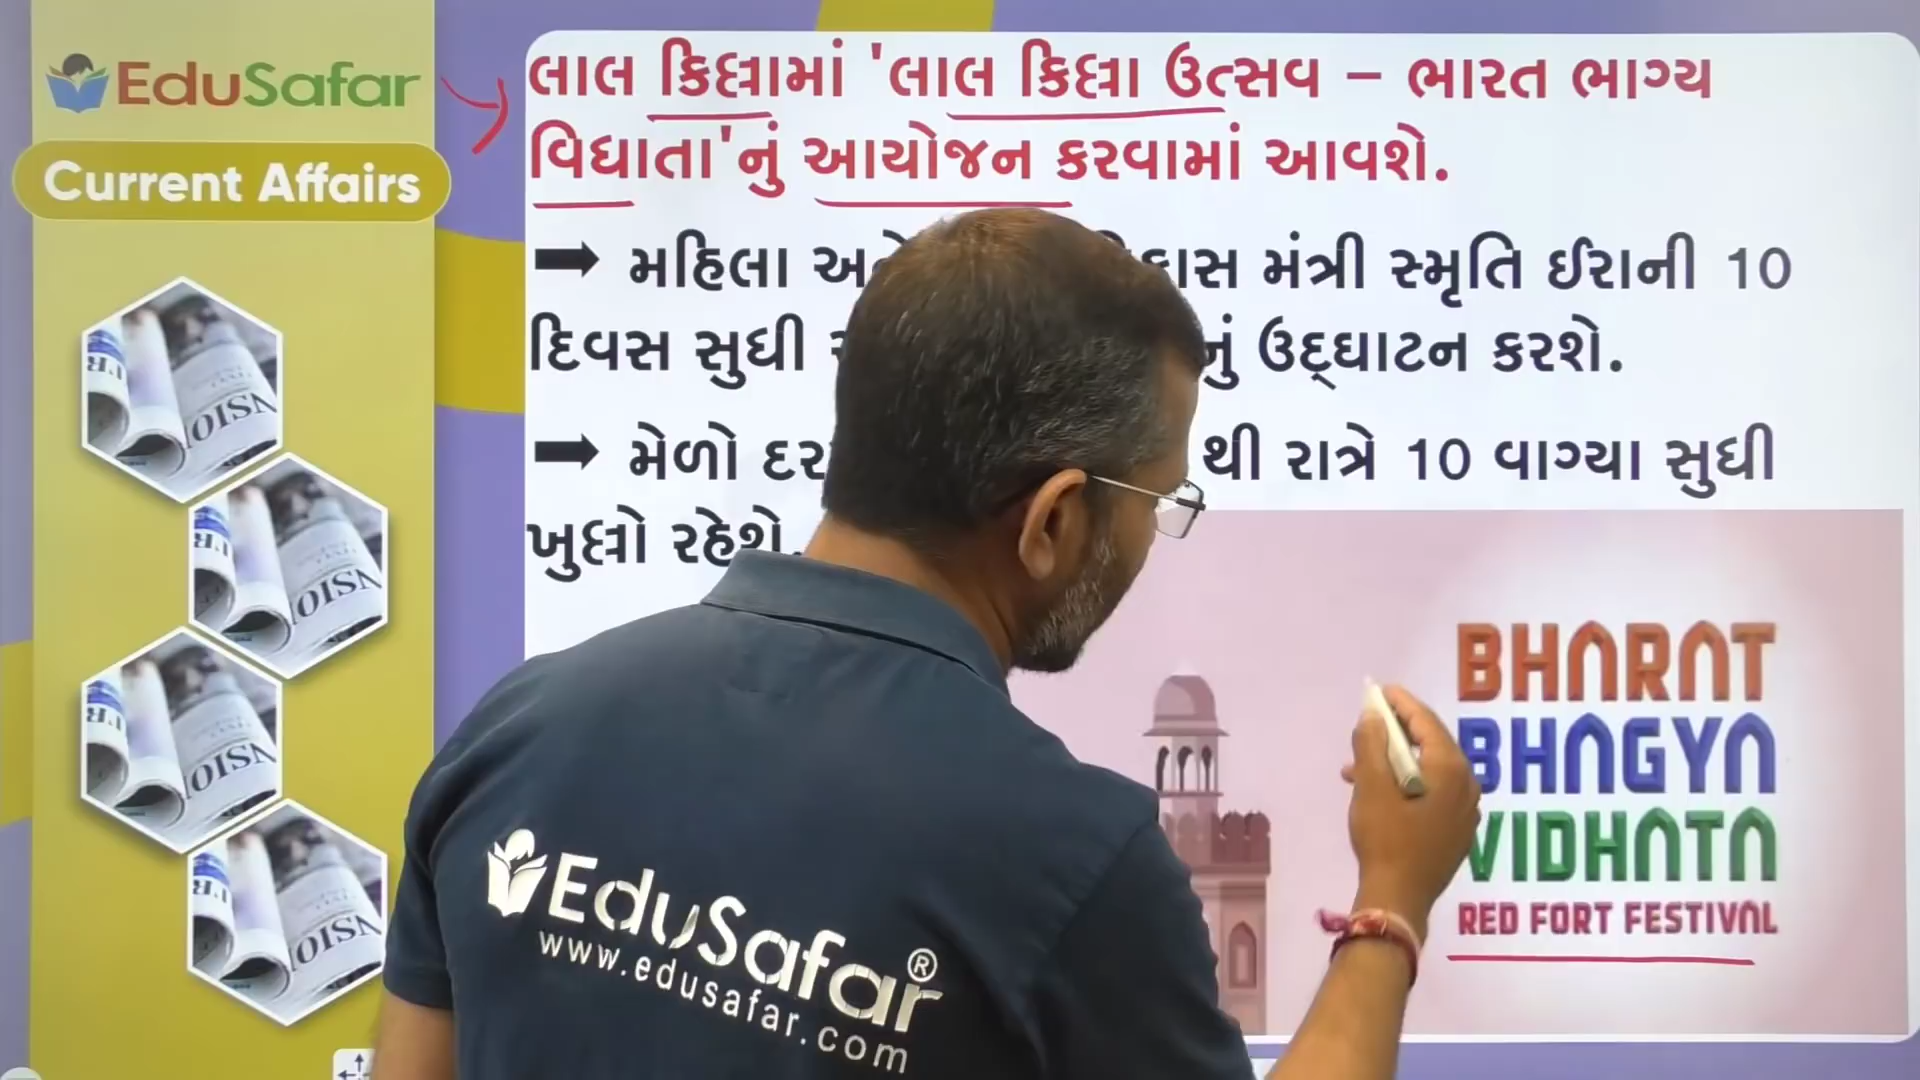 EduSafar
Current Affairs
લાલ કિલ્લામાં 'લાલ કિલ્લા ઉત્સવ – ભારત ભાગ્ય
વિધાતા'નું આયોજન કરવામાં આવશે.
➡ મહિલા અને મંત્રી સ્મૃતિ ઈરાની 10
દિવસ સુધી નું ઉદ્ઘાટન કરશે.
➡ મેળો થી રાત્રે 10 વાગ્યા સુધી
ખુલ્લો રહેશે.
BHARAT
BHAGYA
VIDHATA
RED FORT FESTIVAL
EduSafar®
www.edusafar.com